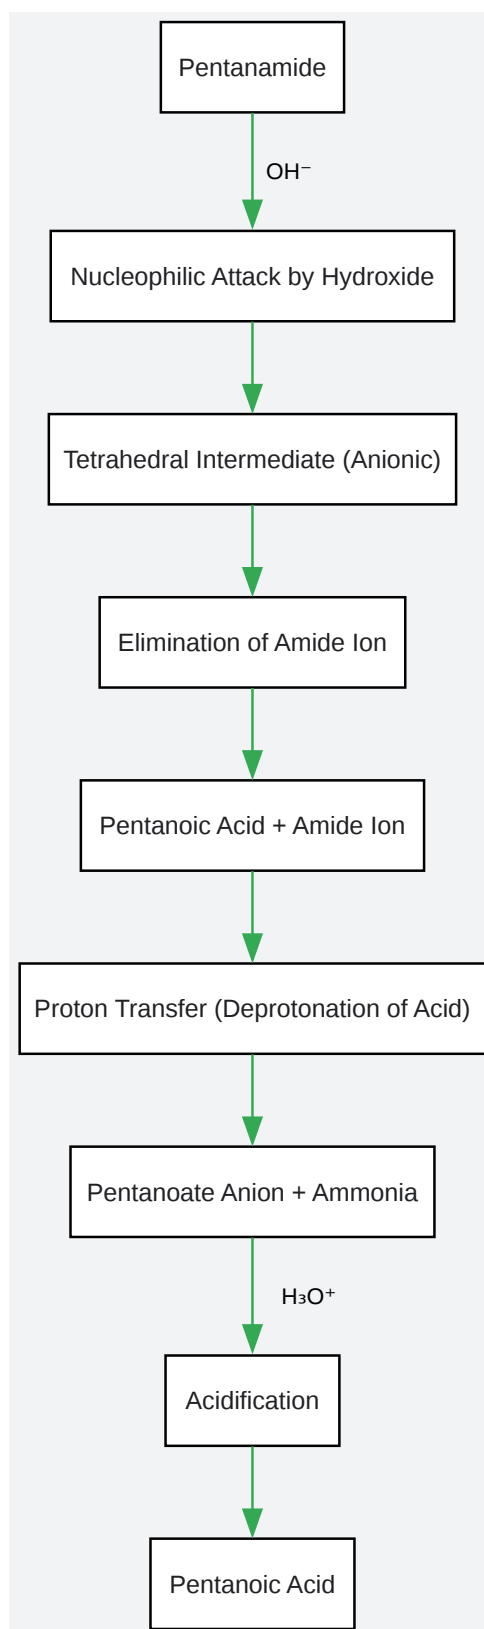 Pentanamide
OH⁻
Nucleophilic Attack by Hydroxide
Tetrahedral Intermediate (Anionic)
Elimination of Amide Ion
Pentanoic Acid + Amide Ion
Proton Transfer (Deprotonation of Acid)
Pentanoate Anion + Ammonia
H₃O⁺
Acidification
Pentanoic Acid